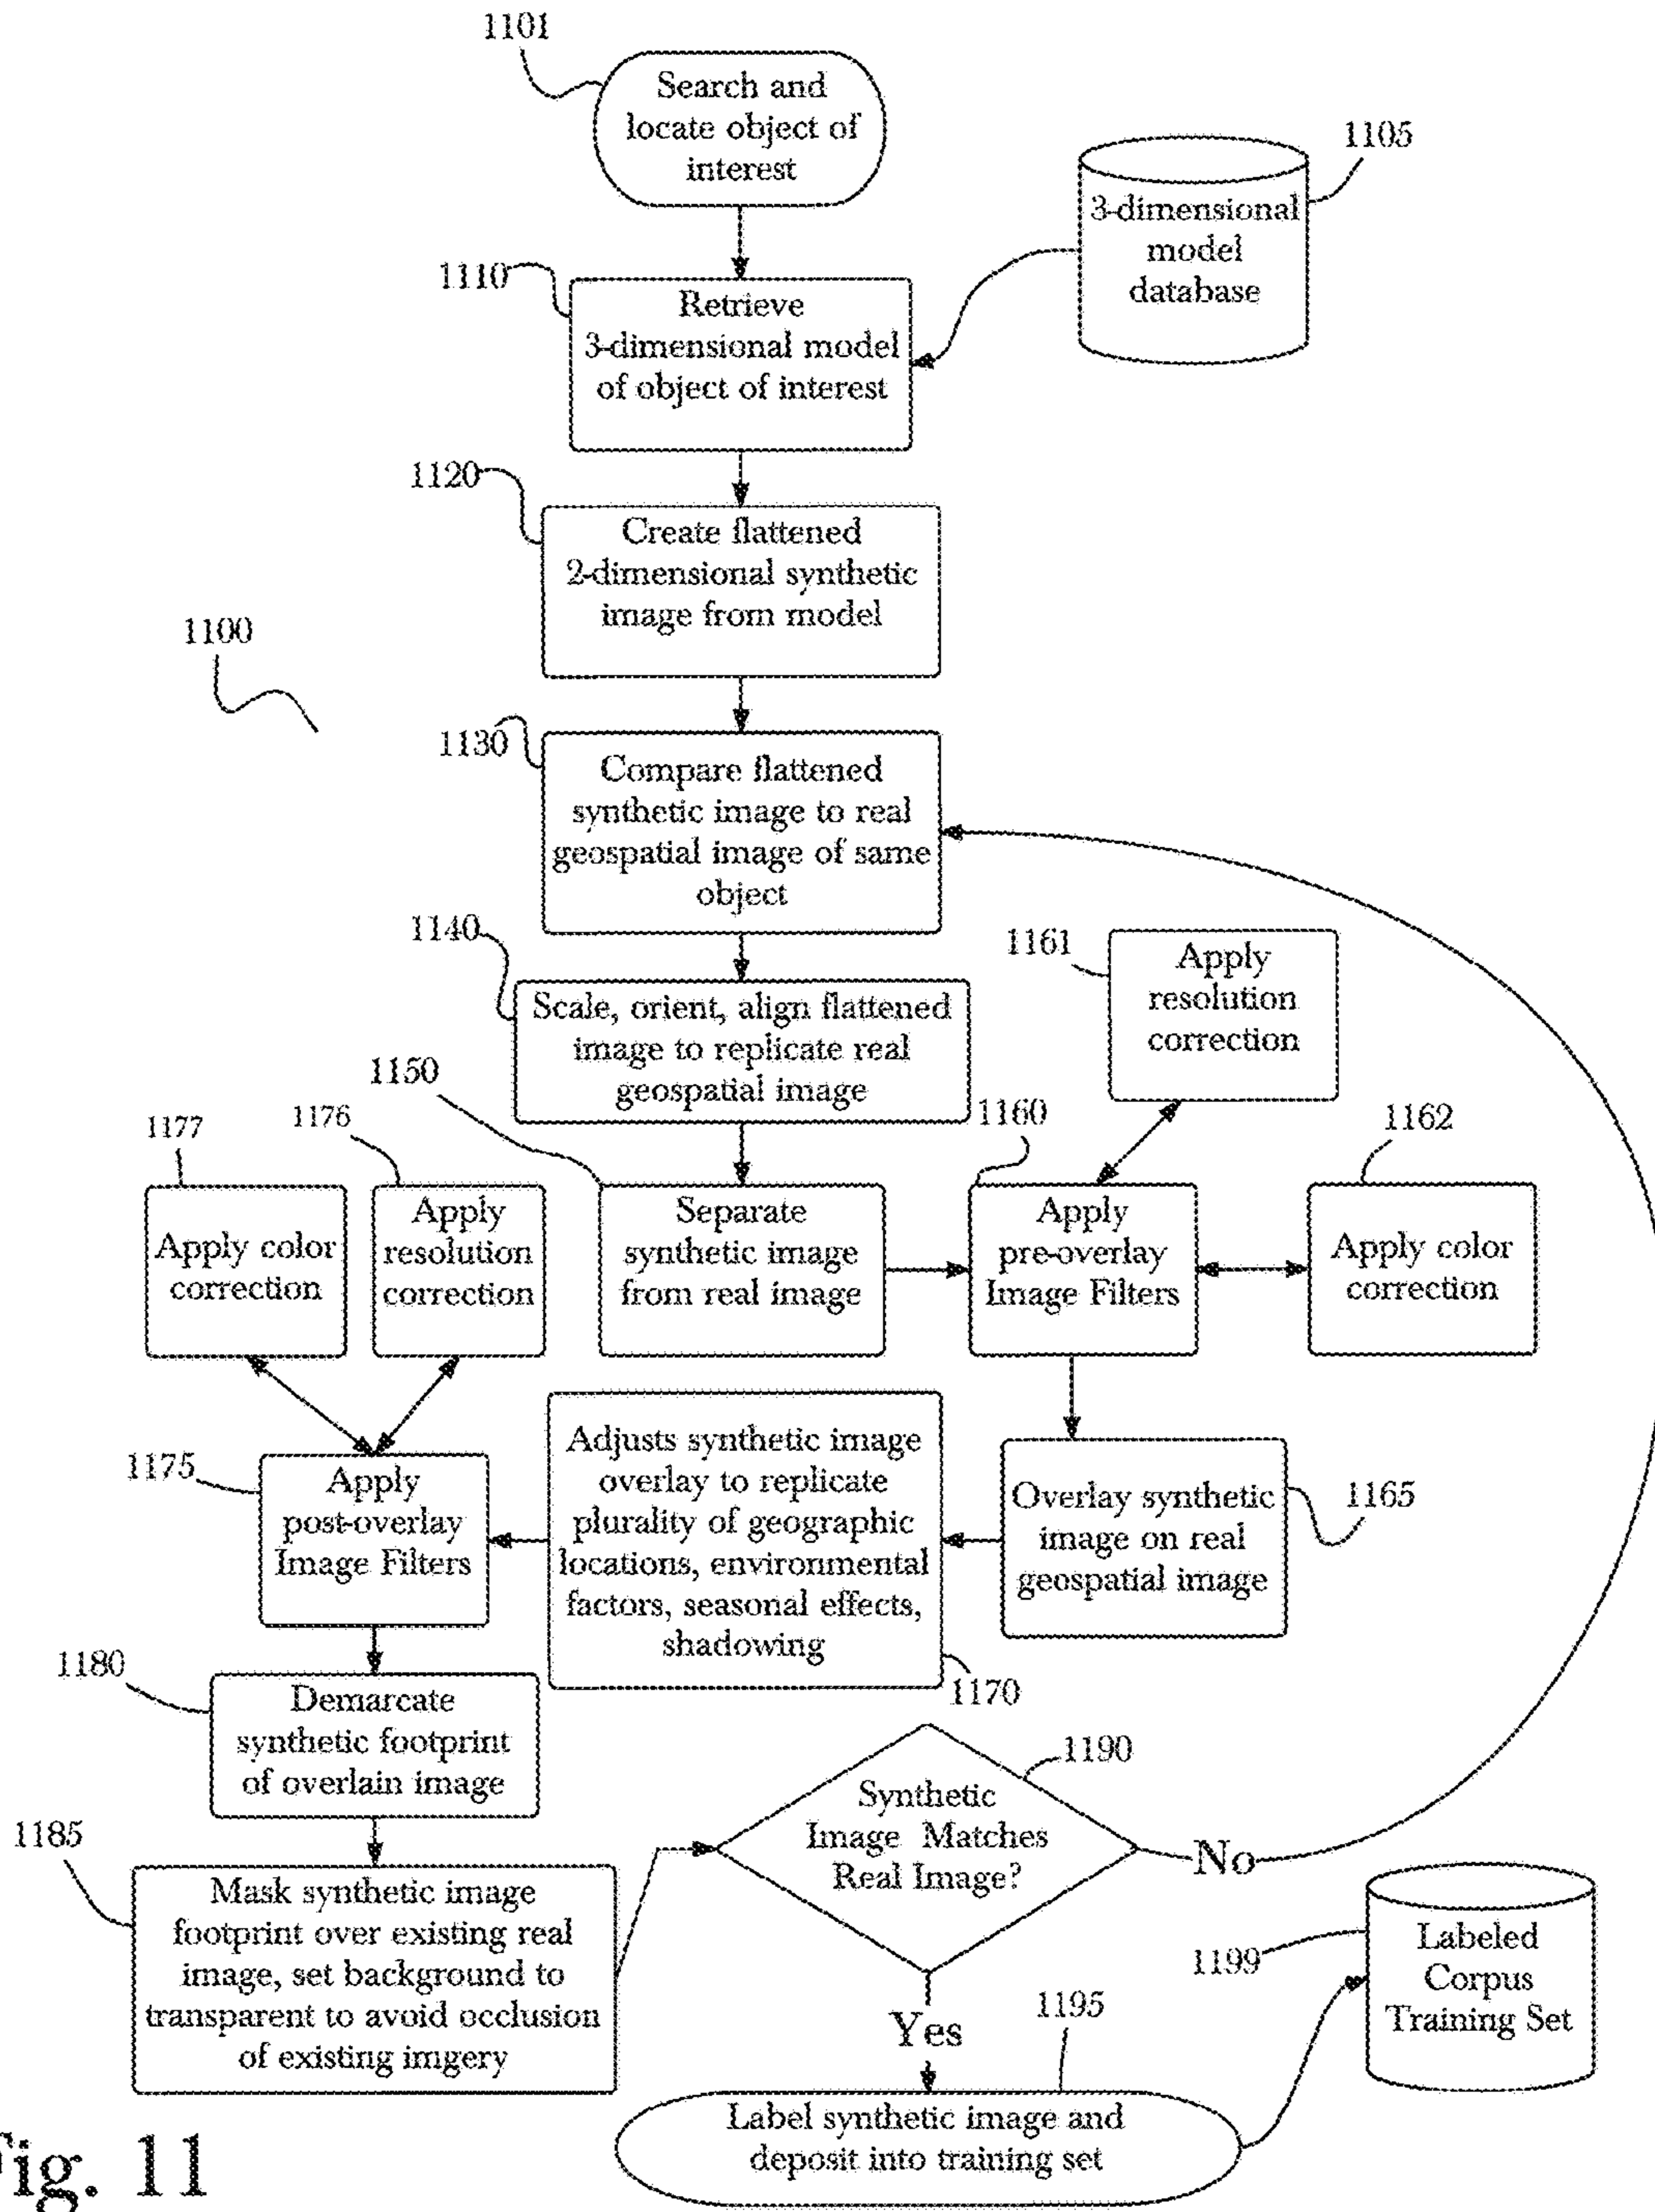 1101
Search and
locate object of
interest
1105
3-dimensional
model
database
1110
Retrieve
3-dimensional model
of object of interest
1120
Create flattened
2-dimensional synthetic
image from model
1100
1130
Compare flattened
synthetic image to real
geospatial image of same
object
1140
Scale, orient, align flattened
image to replicate real
geospatial image
1161
Apply
resolution
correction
1150
1160
1177
1176
1162
Apply color
correction
Apply
resolution
correction
Separate
synthetic image
from real image
Apply
pre-overlay
Image Filters
Apply color
correction
1175
Apply
post-overlay
Image Filters
Adjusts synthetic image
overlay to replicate
plurality of geographic
locations, environmental
factors, seasonal effects,
shadowing
1170
Overlay synthetic
image on real
geospatial image
1165
1180
Demarcate
synthetic footprint
of overlain image
1190
Synthetic
Image Matches
Real Image?
No
1185
Mask synthetic image
footprint over existing real
image, set background to
transparent to avoid occlusion
of existing imgery
Yes
1195
1199
Labeled
Corpus
Training Set
Label synthetic image and
deposit into training set
Fig. 11